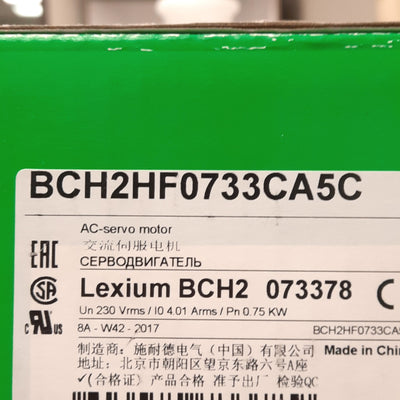 BCH2HF0733CA5C
AC-servo motor
交流伺服电机
СЕРВОДВИГАТЕЛЬ
EAC
Lexium BCH2 073378
Un 230 Vrms / I0 4.01 Arms / Pn 0.75 KW
8A - W42 - 2017
BCH2HF0733CA5
制造商: 施耐德电气（中国）有限公司 Made in Chin
地址: 北京市朝阳区望京东路六号A座
✓(合格证) 产品合格 准予出厂 检验QC